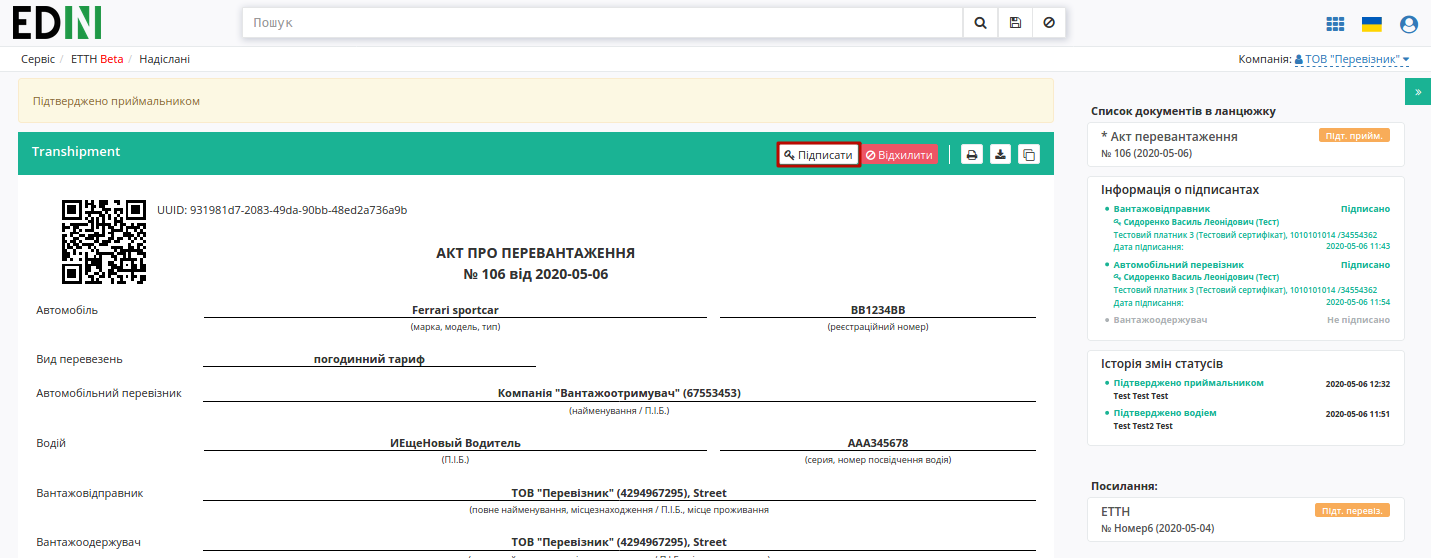 EDIN
Пошук
Сервіс / ЕТТН Beta / Надіслані
Компанія: ТОВ "Перевізник"
Підтверджено приймальником
Transhipment
Підписати
Відхилити
UUID: 931981d7-2083-49da-90bb-48ed2a736a9b
АКТ ПРО ПЕРЕВАНТАЖЕННЯ
№ 106 від 2020-05-06
Автомобіль Ferrari sportcar BB1234BB
(марка, модель, тип) (реєстраційний номер)
Вид перевезень погодинний тариф
Автомобільний перевізник Компанія "Вантажоотримувач" (67553453)
(найменування / П.І.Б.)
Водій ИЕщеНовый Водитель AAA345678
(П.І.Б.) (серия, номер посвідчення водія)
Вантажовідправник ТОВ "Перевізник" (4294967295), Street
(повне найменування, місцезнаходження / П.І.Б., місце проживання
Вантажоодержувач ТОВ "Перевізник" (4294967295), Street
»
Список документів в ланцюжку
* Акт перевантаження Підт. прийм.
№ 106 (2020-05-06)
Інформація о підписантах
Вантажовідправник Підписано
Сидоренко Василь Леонідович (Тест)
Тестовий платник 3 (Тестовий сертифікат), 1010101014 /34554362
Дата підписання: 2020-05-06 11:43
Автомобільний перевізник Підписано
Сидоренко Василь Леонідович (Тест)
Тестовий платник 3 (Тестовий сертифікат), 1010101014 /34554362
Дата підписання: 2020-05-06 11:54
Вантажоодержувач Не підписано
Історія змін статусів
Підтверджено приймальником 2020-05-06 12:32
Test Test Test
Підтверджено водіем 2020-05-06 11:51
Test Test2 Test
Посилання:
ЕТТН Підт. перевіз.
№ Номер6 (2020-05-04)